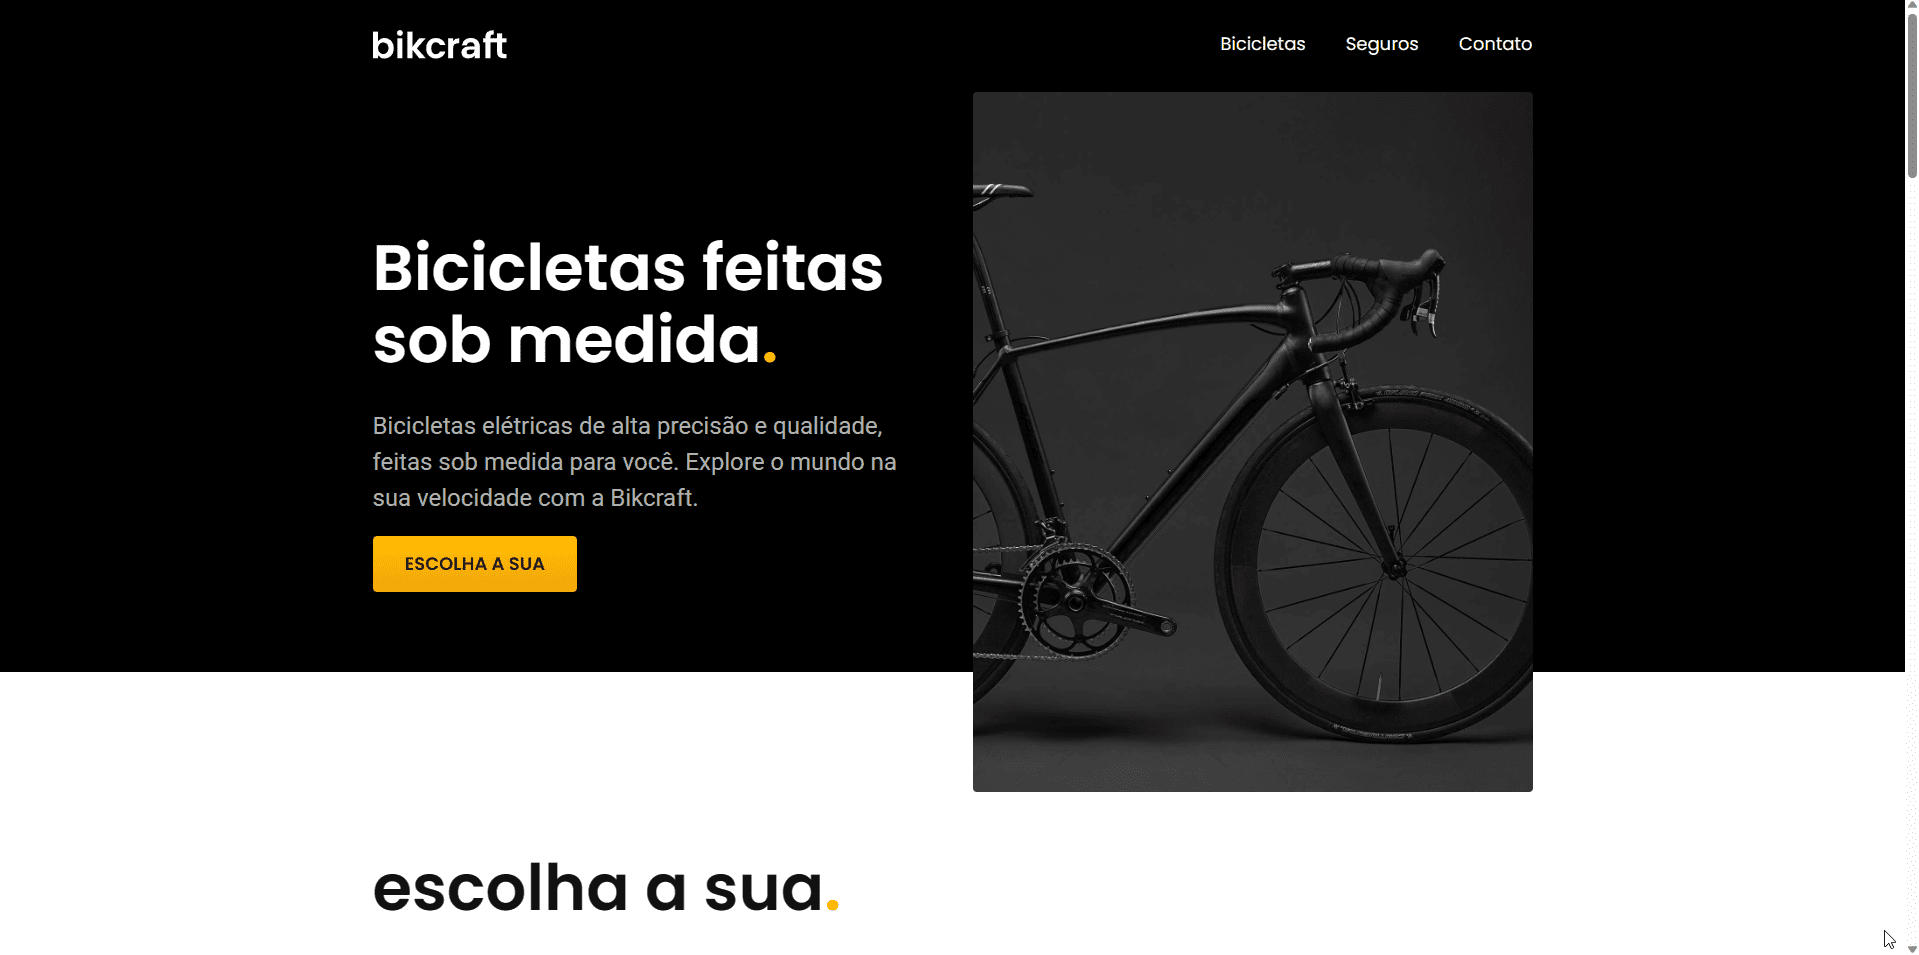 bikcraft
Bicicletas
Seguros
Contato
Bicicletas feitas
sob medida.
Bicicletas elétricas de alta precisão e qualidade,
feitas sob medida para você. Explore o mundo na
sua velocidade com a Bikcraft.
ESCOLHA A SUA
escolha a sua.